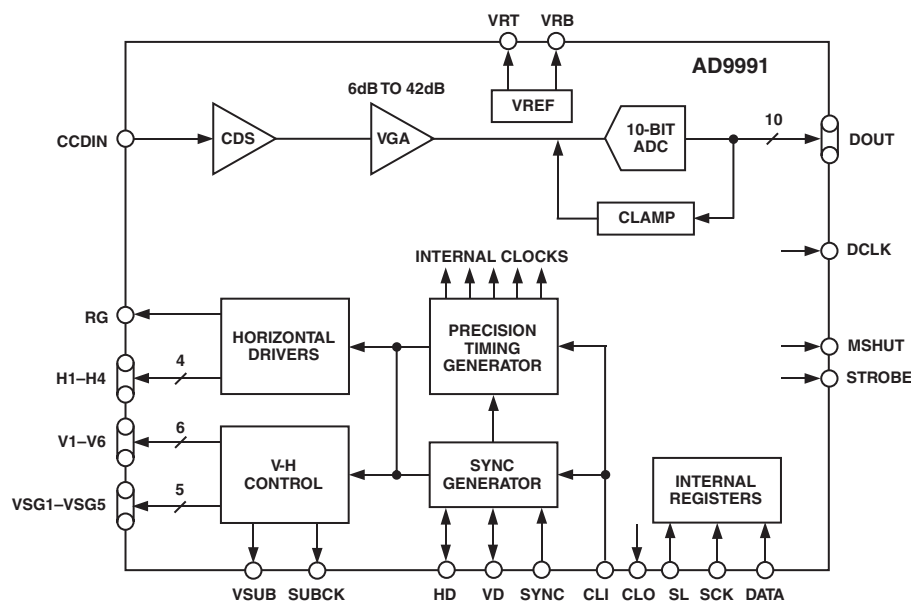 VRT VRB
AD9991
6dB TO 42dB
VREF
CCDIN
CDS
VGA
10-BIT
ADC
10
DOUT
CLAMP
DCLK
INTERNAL CLOCKS
RG
HORIZONTAL
DRIVERS
PRECISION
TIMING
GENERATOR
MSHUT
H1–H4
4
STROBE
V1–V6
6
V-H
CONTROL
SYNC
GENERATOR
INTERNAL
REGISTERS
VSG1–VSG5
5
VSUB SUBCK HD VD SYNC CLI CLO SL SCK DATA